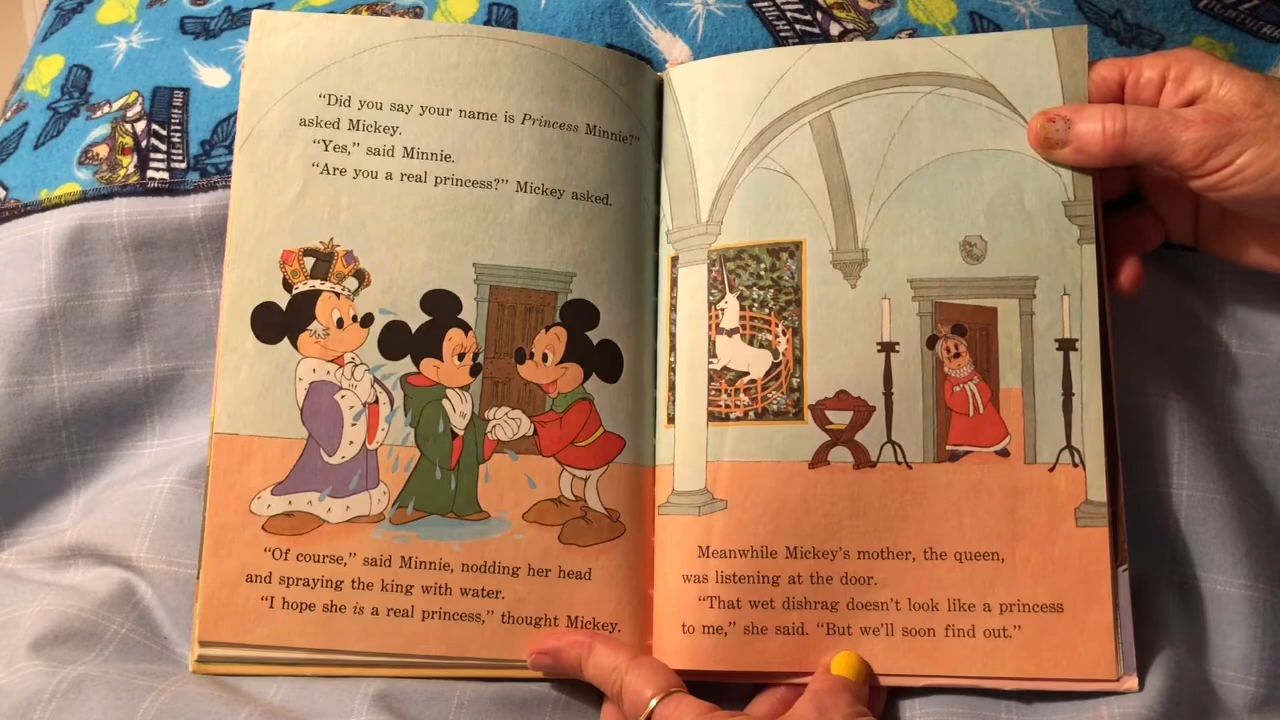 BUZZ
LIGHTYEAR
"Did you say your name is Princess Minnie?"
asked Mickey.
"Yes," said Minnie.
"Are you a real princess?" Mickey asked.
"Of course," said Minnie, nodding her head
and spraying the king with water.
"I hope she is a real princess," thought Mickey.
Meanwhile Mickey's mother, the queen,
was listening at the door.
"That wet dishrag doesn't look like a princess
to me," she said. "But we'll soon find out."